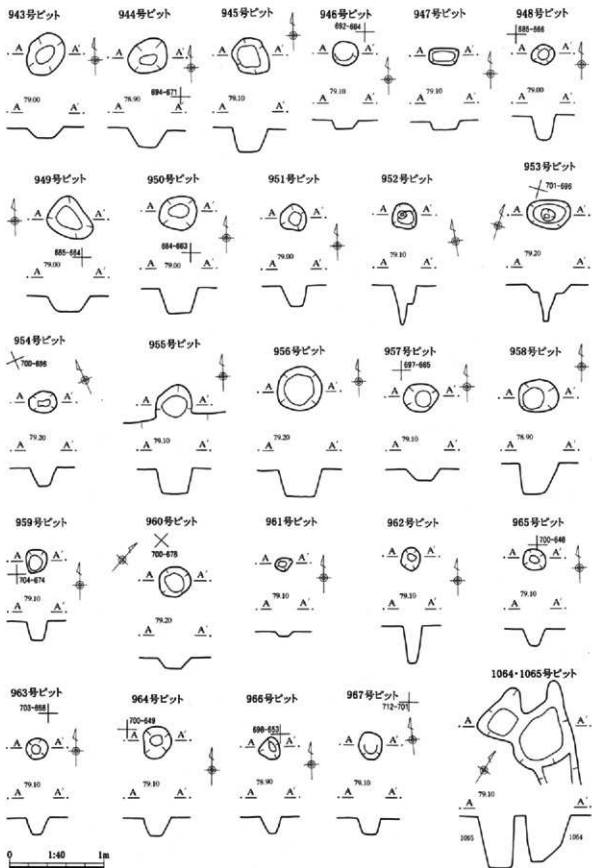 943号ピット 944号ピット 945号ピット 946号ピット 947号ピット 948号ピット
692-664 685-666
A A' A A' A A' A A' A A' A A'
79.00 78.90 79.10 79.10 79.10 79.00
A A' A A' A A' A A' A A' A A'
694-671
949号ピット 950号ピット 951号ピット 952号ピット 953号ピット
701-696
A A' A A' A A' A A' A A'
685-664 684-663
79.00 79.00 79.00 79.10 79.20
A A' A A' A A' A A' A A'
954号ピット 955号ピット 956号ピット 957号ピット 958号ピット
700-698 697-665
A A' A A' A A' A A' A A'
79.20 79.10 79.20 79.10 78.90
A A' A A' A A' A A' A A'
959号ピット 960号ピット 961号ピット 962号ピット 965号ピット
700-678 700-648
A A' A A' A A' A A' A A'
704-674
79.10 79.20 79.10 79.10 79.10
A A' A A' A A' A A' A A'
963号ピット 964号ピット 966号ピット 967号ピット 1064・1065号ピット
703-668 700-649 698-653 712-701
A A' A A' A A' A A' A A'
79.10 79.10 78.90 79.10 79.10
A A' A A' A A' A A' A A'
1065 1064
0 1:40 1m